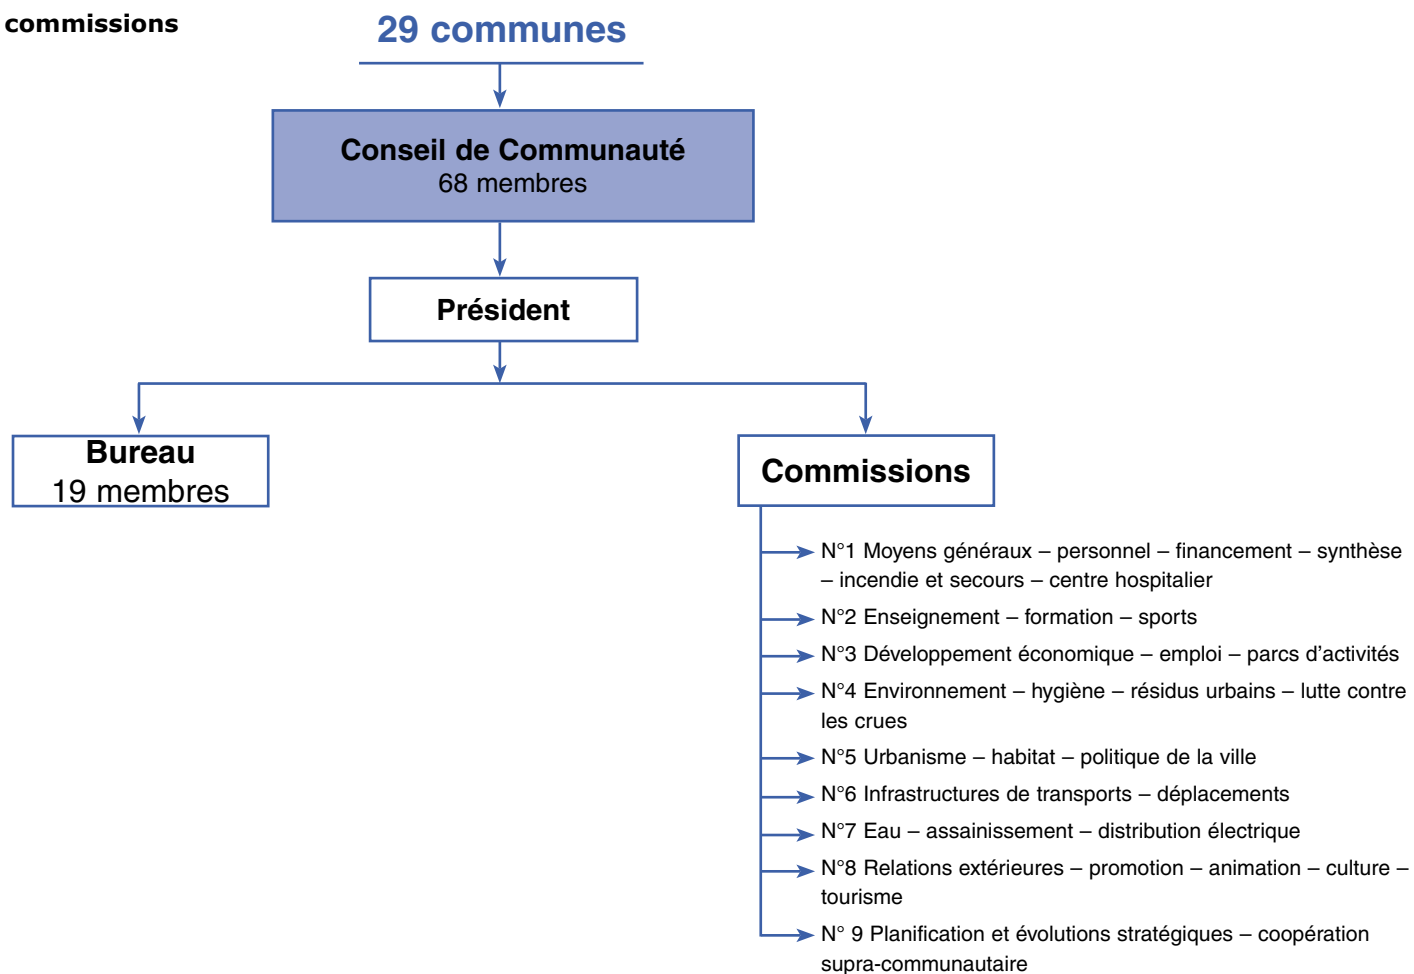 commissions
29 communes
Conseil de Communauté
68 membres
Président
Bureau
19 membres
Commissions
N°1 Moyens généraux – personnel – financement – synthèse
– incendie et secours – centre hospitalier
N°2 Enseignement – formation – sports
N°3 Développement économique – emploi – parcs d'activités
N°4 Environnement – hygiène – résidus urbains – lutte contre
les crues
N°5 Urbanisme – habitat – politique de la ville
N°6 Infrastructures de transports – déplacements
N°7 Eau – assainissement – distribution électrique
N°8 Relations extérieures – promotion – animation – culture –
tourisme
N° 9 Planification et évolutions stratégiques – coopération
supra-communautaire